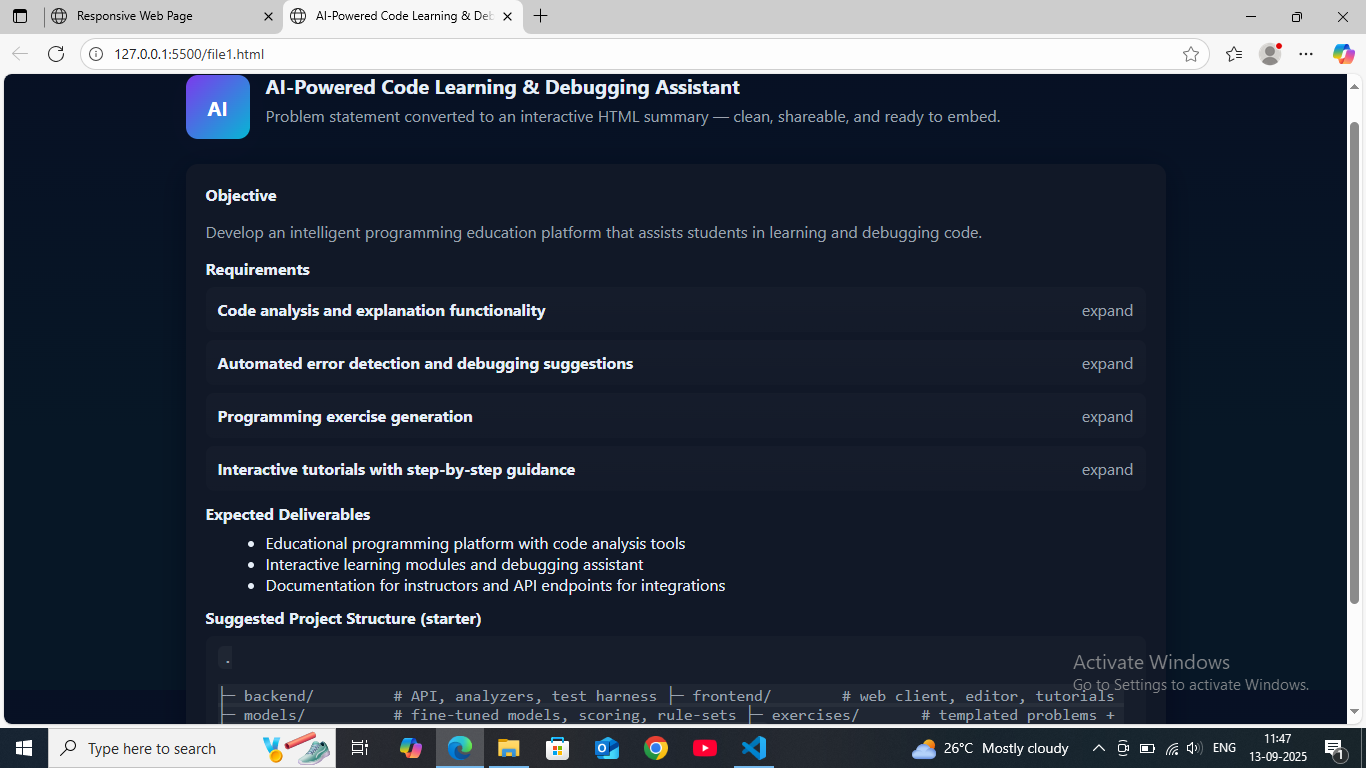 Responsive Web Page
AI-Powered Code Learning & Deb
127.0.0.1:5500/file1.html
AI
AI-Powered Code Learning & Debugging Assistant
Problem statement converted to an interactive HTML summary — clean, shareable, and ready to embed.
Objective
Develop an intelligent programming education platform that assists students in learning and debugging code.
Requirements
Code analysis and explanation functionality expand
Automated error detection and debugging suggestions expand
Programming exercise generation expand
Interactive tutorials with step-by-step guidance expand
Expected Deliverables
• Educational programming platform with code analysis tools
• Interactive learning modules and debugging assistant
• Documentation for instructors and API endpoints for integrations
Suggested Project Structure (starter)
.
├─ backend/ # API, analyzers, test harness ├─ frontend/ # web client, editor, tutorials
├─ models/ # fine-tuned models, scoring, rule-sets ├─ exercises/ # templated problems +
Activate Windows
Go to Settings to activate Windows.
Type here to search
26°C Mostly cloudy
ENG
11:47
13-09-2025
1